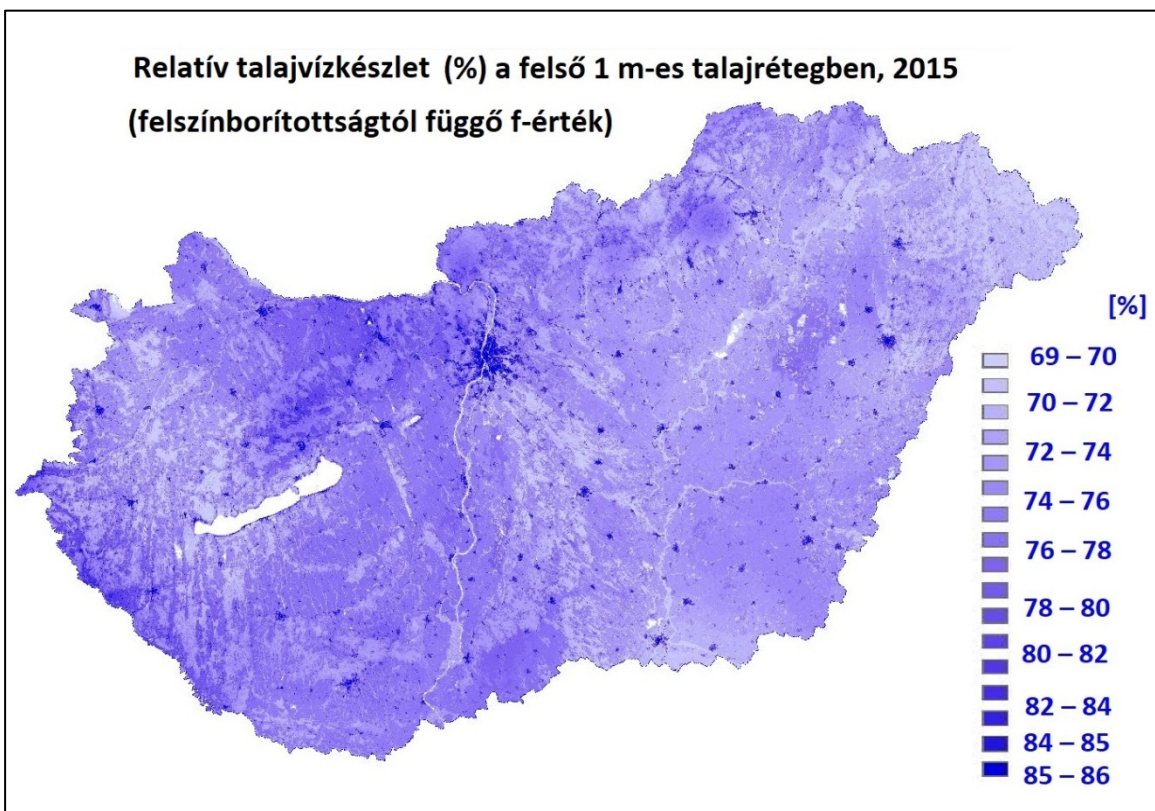 Relatív talajvízkészlet (%) a felső 1 m-es talajrétegben, 2015
(felszínborítottságtól függő f-érték)
[%]
69 – 70
70 – 72
72 – 74
74 – 76
76 – 78
78 – 80
80 – 82
82 – 84
84 – 85
85 – 86